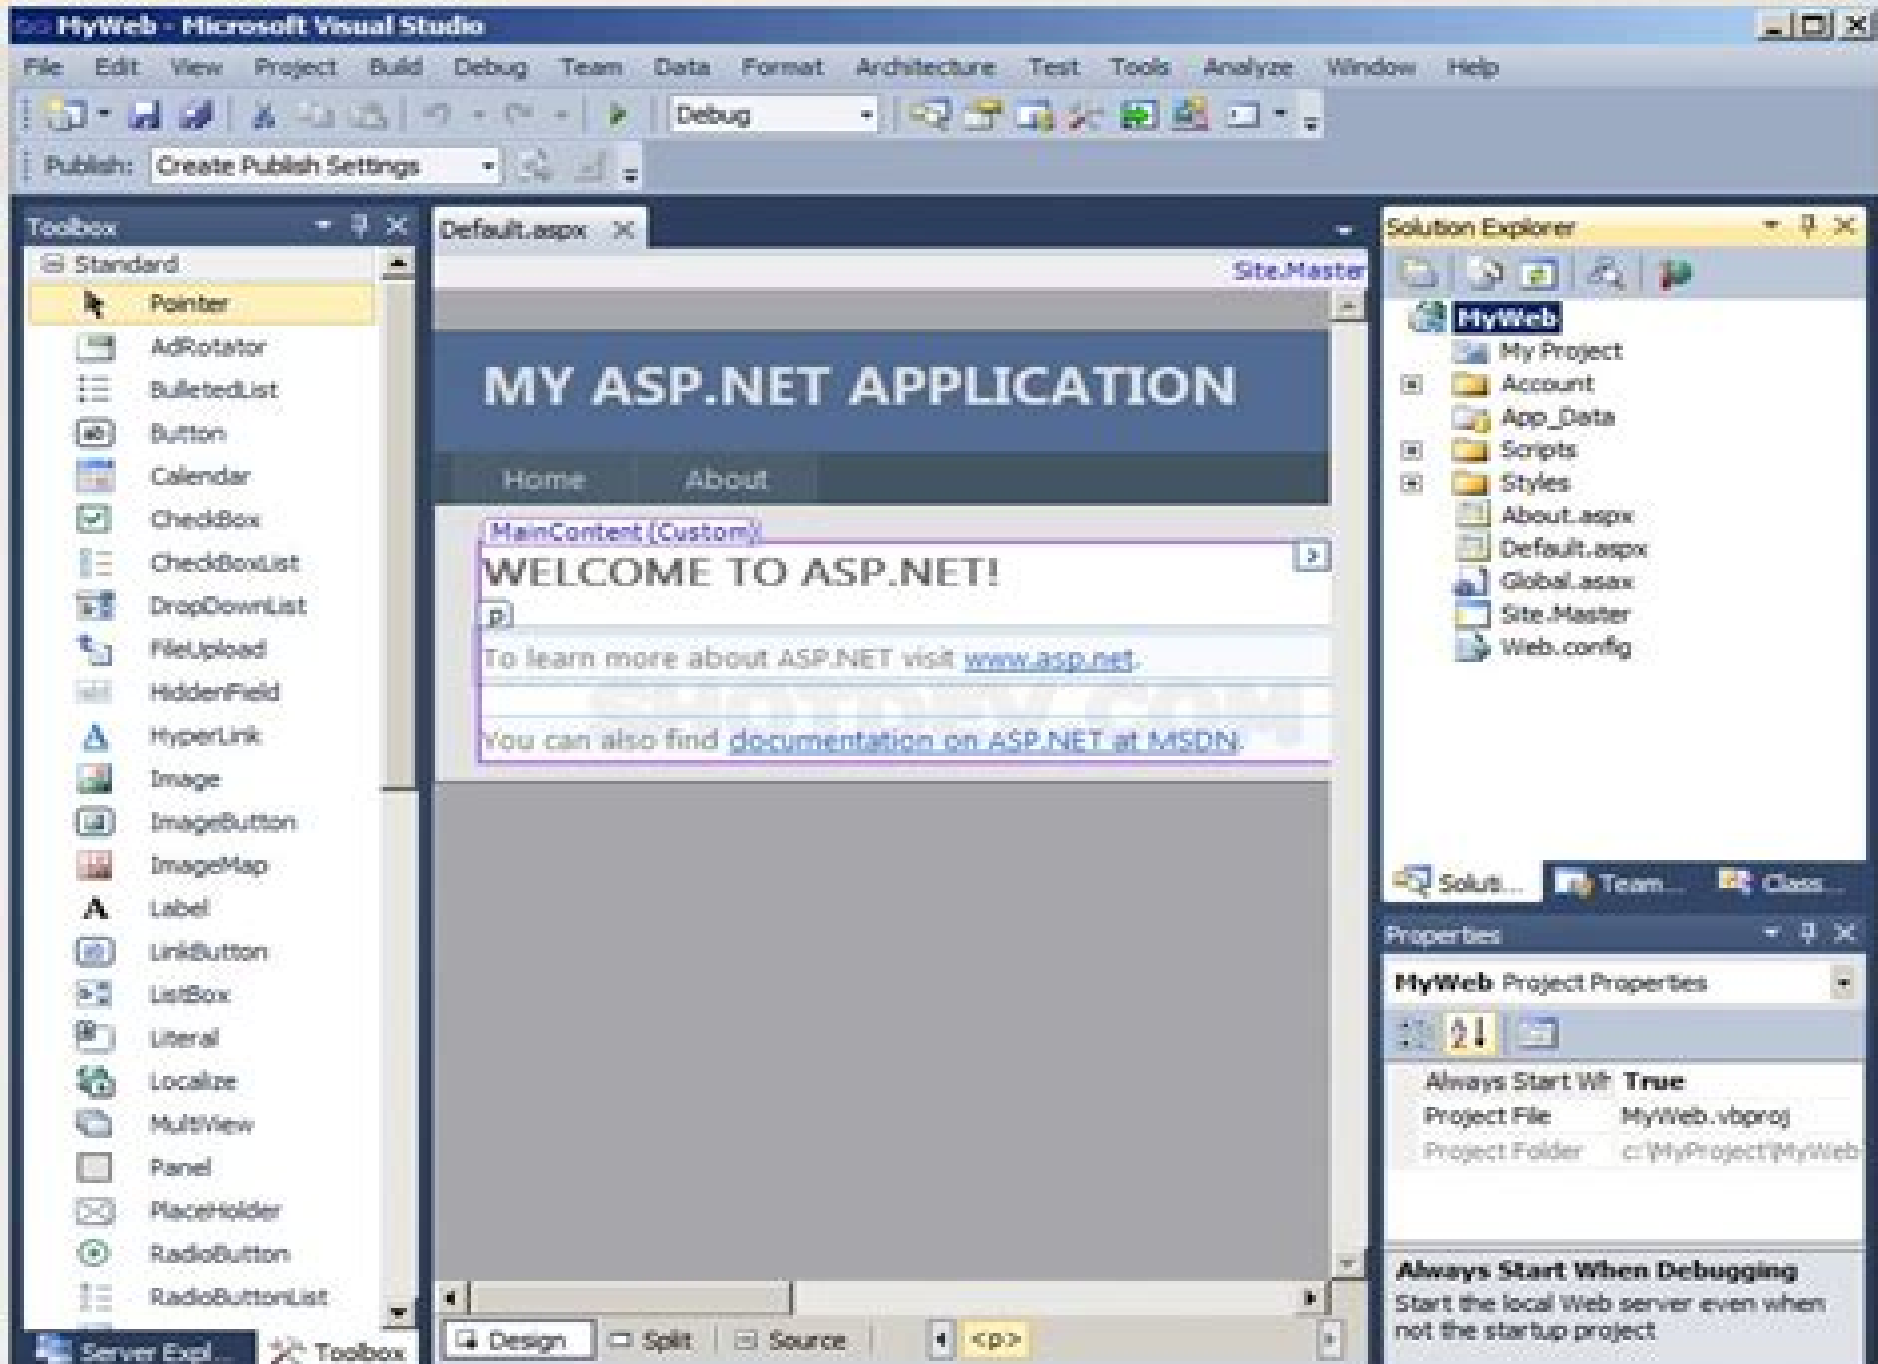 MyWeb - Microsoft Visual Studio
File Edit View Project Build Debug Team Data Format Architecture Test Tools Analyze Window Help
Debug
Publish: Create Publish Settings
Toolbox
Standard
Pointer
AdRotator
BulletedList
Button
Calendar
CheckBox
CheckBoxList
DropDownList
FileUpload
HiddenField
HyperLink
Image
ImageButton
ImageMap
Label
LinkButton
ListBox
Literal
Localize
MultiView
Panel
PlaceHolder
RadioButton
RadioButtonList
Server Expl...
Toolbox
Default.aspx
Site.Master
MY ASP.NET APPLICATION
Home About
MainContent (Custom)
WELCOME TO ASP.NET!
p
To learn more about ASP.NET visit www.asp.net.
SHOTDEV.COM
You can also find documentation on ASP.NET at MSDN.
Design Split Source <p>
Solution Explorer
MyWeb
My Project
Account
App_Data
Scripts
Styles
About.aspx
Default.aspx
Global.asax
Site.Master
Web.config
Soluti... Team... Class...
Properties
MyWeb Project Properties
Always Start Wh True
Project File MyWeb.vbproj
Project Folder c:\MyProject\MyWeb
Always Start When Debugging
Start the local Web server even when
not the startup project